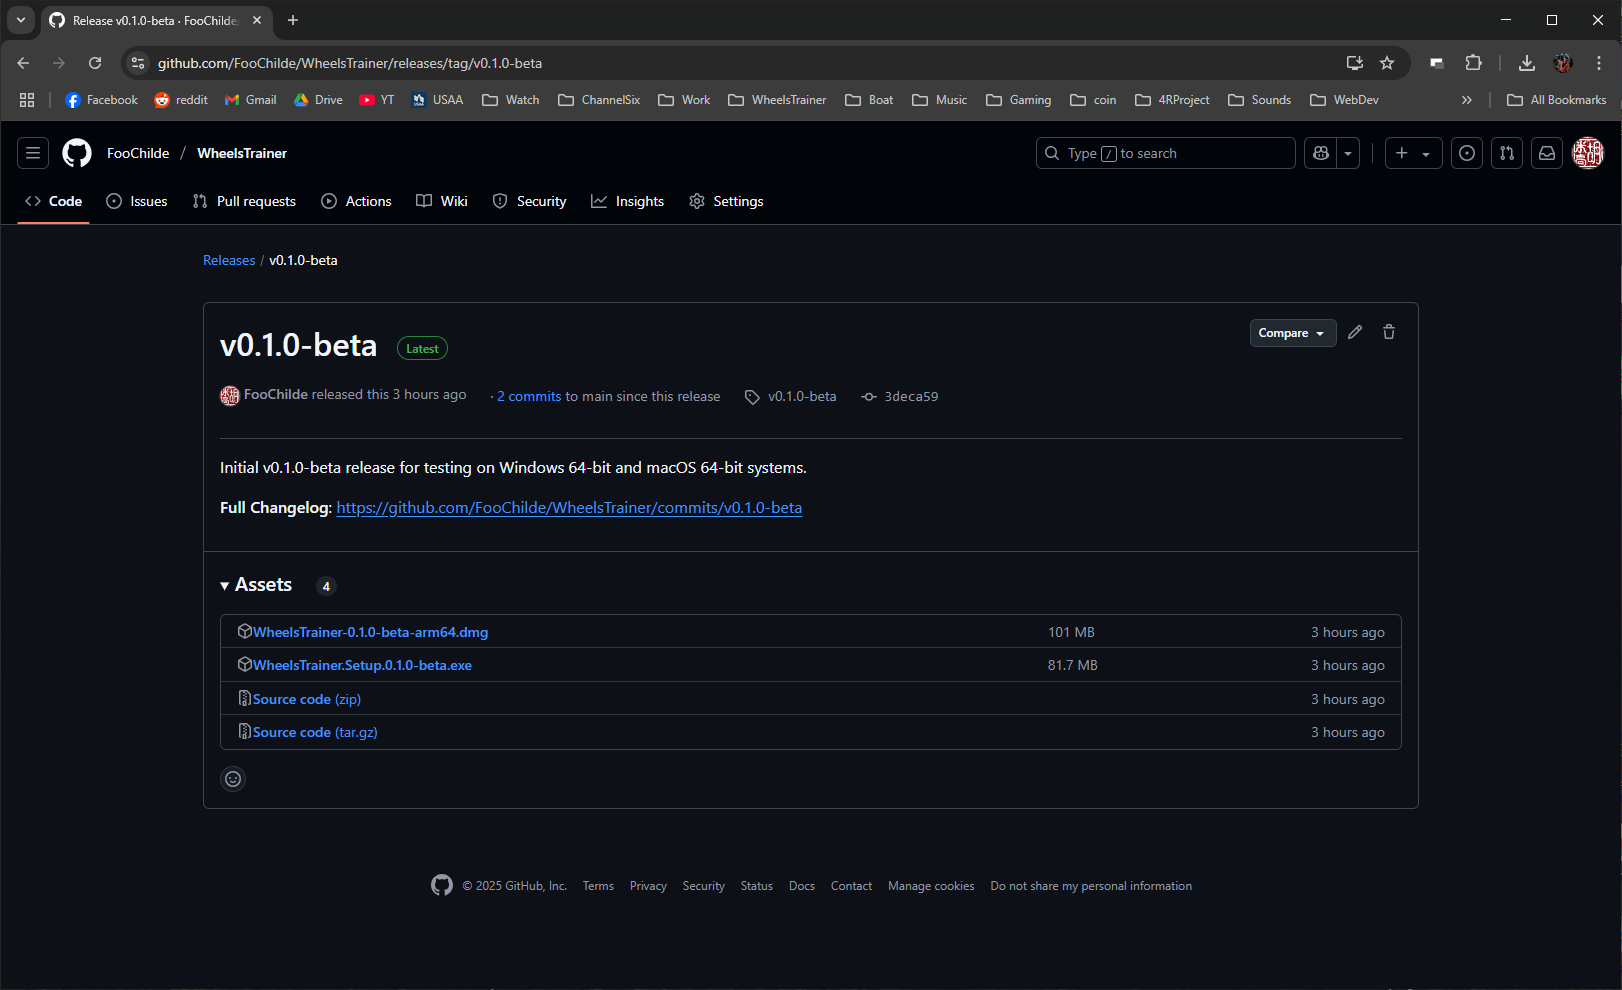 Release v0.1.0-beta · FooChilde/
github.com/FooChilde/WheelsTrainer/releases/tag/v0.1.0-beta
Facebook reddit Gmail Drive YT USAA Watch ChannelSix Work WheelsTrainer Boat Music Gaming coin 4RProject Sounds WebDev » All Bookmarks
FooChilde / WheelsTrainer Type / to search
Code Issues Pull requests Actions Wiki Security Insights Settings
Releases / v0.1.0-beta
v0.1.0-beta Latest Compare
FooChilde released this 3 hours ago · 2 commits to main since this release v0.1.0-beta 3deca59
Initial v0.1.0-beta release for testing on Windows 64-bit and macOS 64-bit systems.
Full Changelog: https://github.com/FooChilde/WheelsTrainer/commits/v0.1.0-beta
Assets 4
WheelsTrainer-0.1.0-beta-arm64.dmg 101 MB 3 hours ago
WheelsTrainer.Setup.0.1.0-beta.exe 81.7 MB 3 hours ago
Source code (zip) 3 hours ago
Source code (tar.gz) 3 hours ago
© 2025 GitHub, Inc. Terms Privacy Security Status Docs Contact Manage cookies Do not share my personal information